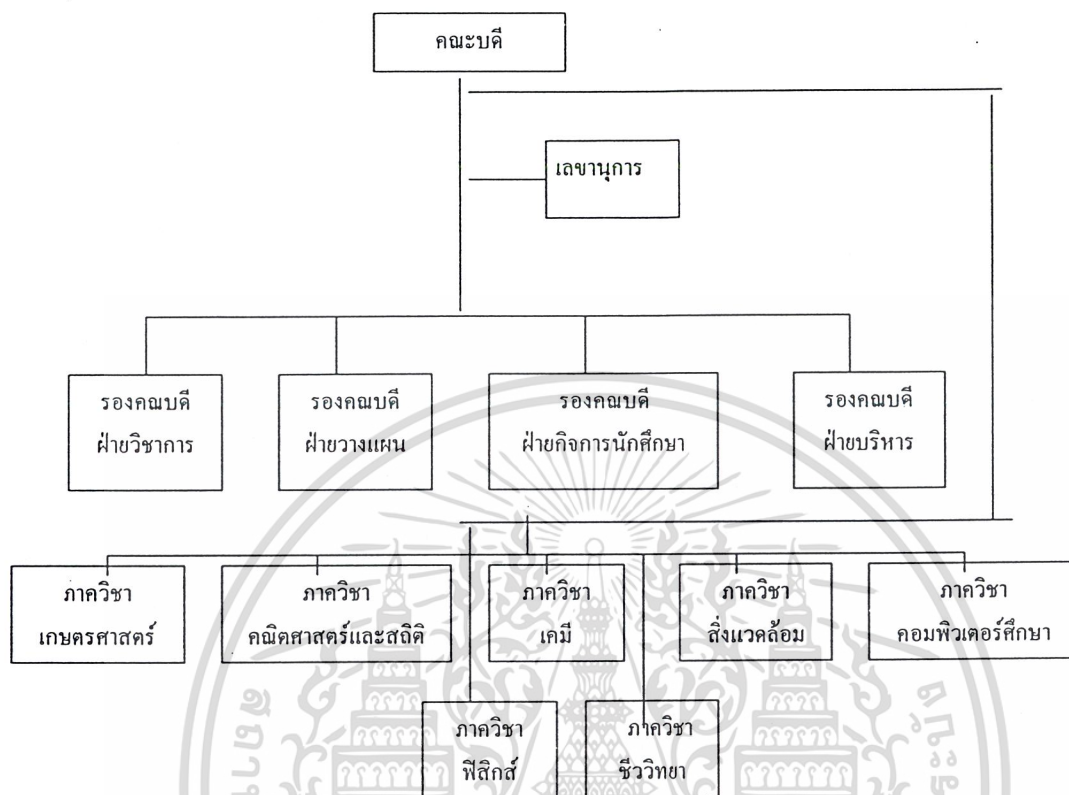 คณะบดี
เลขานุการ
รองคณบดี
ฝ่ายวิชาการ
รองคณบดี
ฝ่ายวางแผน
รองคณบดี
ฝ่ายกิจการนักศึกษา
รองคณบดี
ฝ่ายบริหาร
ภาควิชา
เกษตรศาสตร์
ภาควิชา
คณิตศาสตร์และสถิติ
ภาควิชา
เคมี
ภาควิชา
สิ่งแวดล้อม
ภาควิชา
คอมพิวเตอร์ศึกษา
ภาควิชา
ฟิสิกส์
ภาควิชา
ชีววิทยา